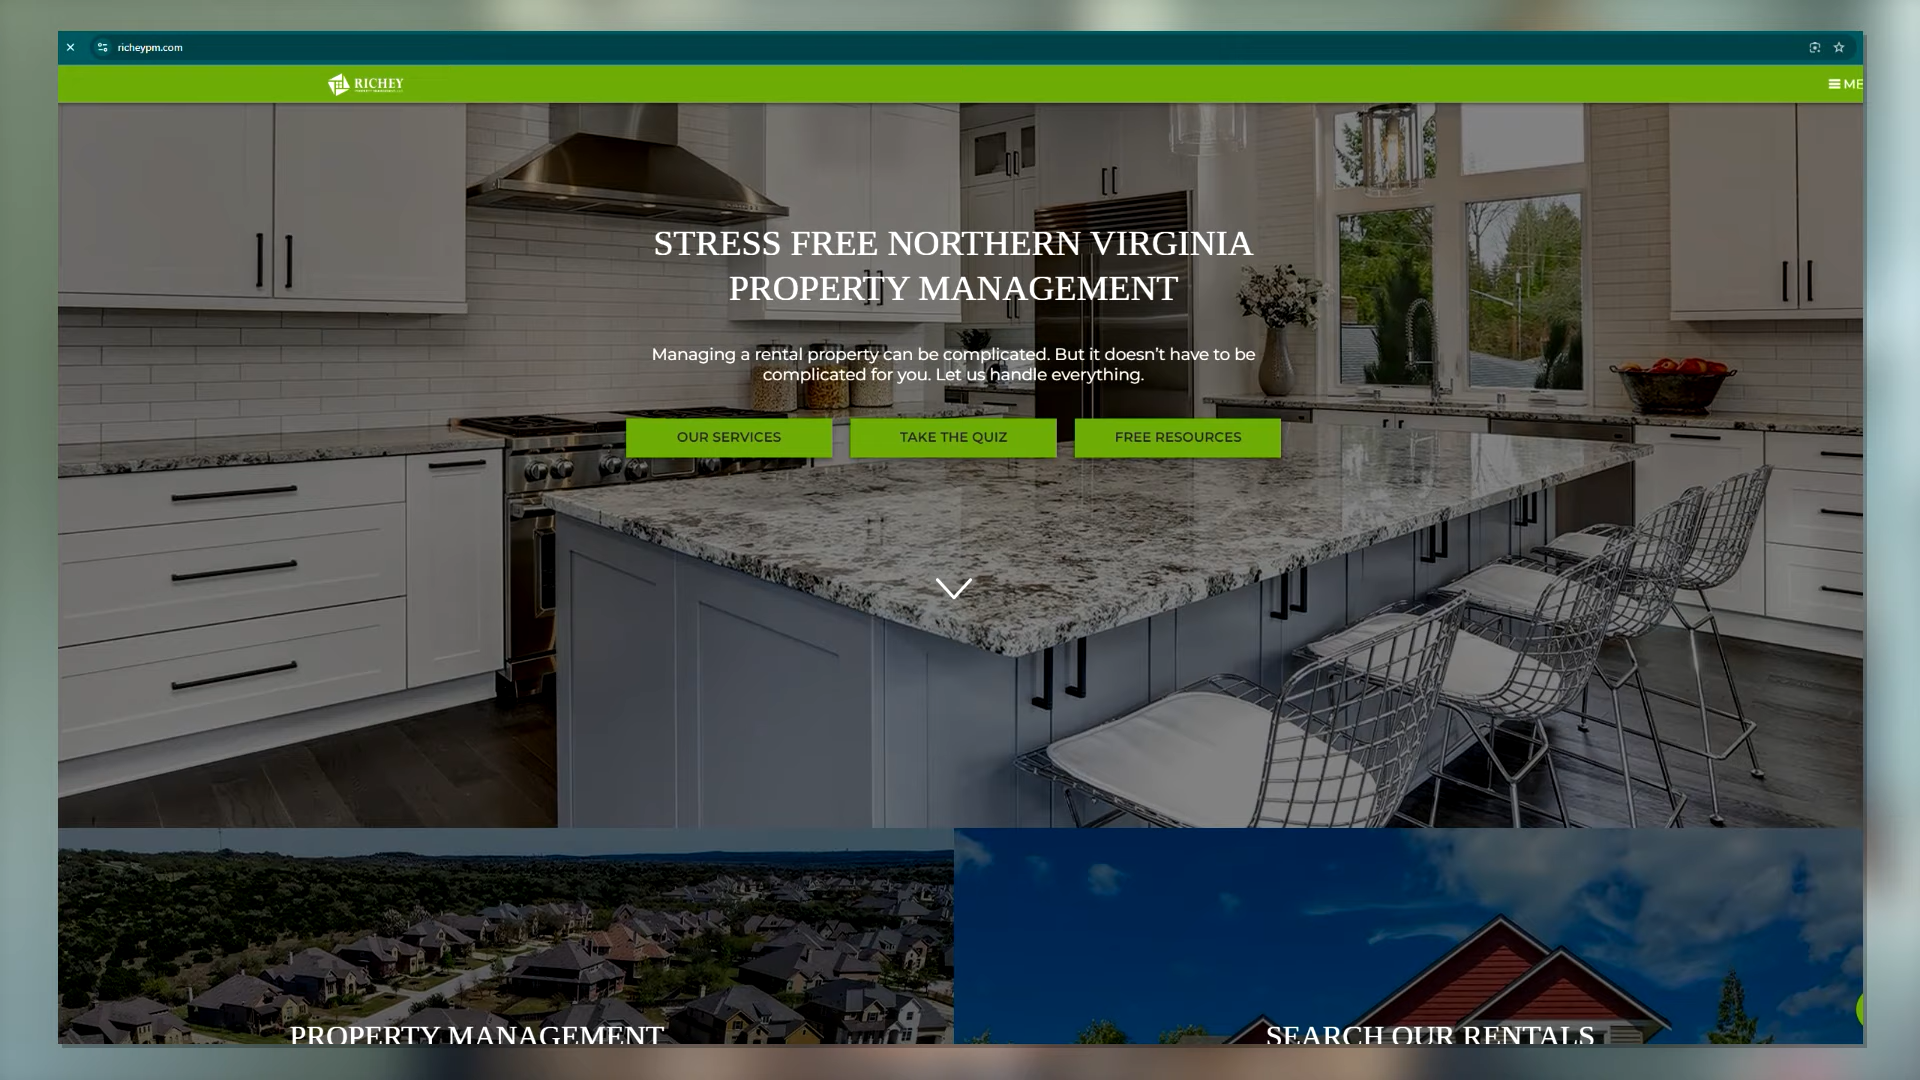 richeypm.com
RICHEY
ME
STRESS FREE NORTHERN VIRGINIA
PROPERTY MANAGEMENT
Managing a rental property can be complicated. But it doesn’t have to be
complicated for you. Let us handle everything.
OUR SERVICES
TAKE THE QUIZ
FREE RESOURCES
PROPERTY MANAGEMENT
SEARCH OUR RENTALS